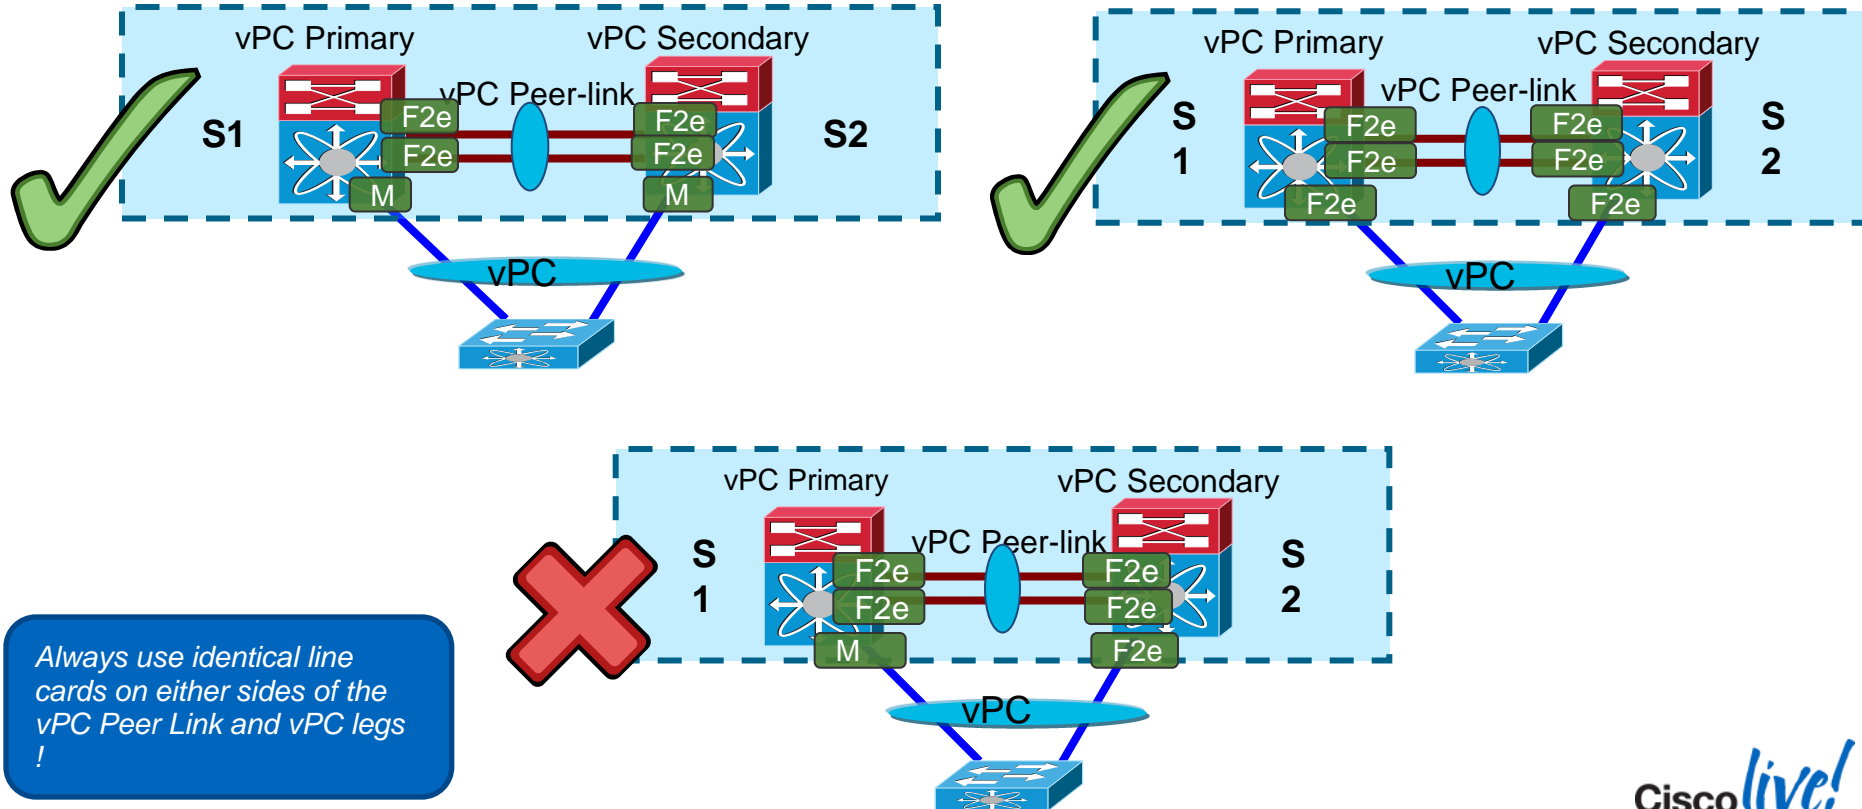 vPC Primary
vPC Secondary
vPC Peer-link
S1
F2e
F2e
F2e
F2e
S2
M
M
vPC
vPC Primary
vPC Secondary
vPC Peer-link
S
1
F2e
F2e
F2e
F2e
S
2
F2e
F2e
vPC
vPC Primary
vPC Secondary
vPC Peer-link
S
1
F2e
F2e
F2e
F2e
S
2
M
F2e
vPC
Always use identical line
cards on either sides of the
vPC Peer Link and vPC legs
!
Cisco live!